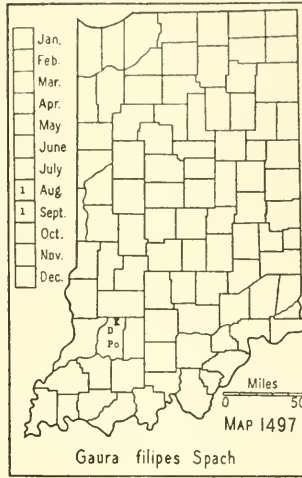 Jan.
Feb.
Mar.
Apr.
May
June
July
1 Aug.
1 Sept.
Oct.
Nov.
Dec.
K
D
Po
Miles
0 50
MAP 1497
Gaura filipes Spach